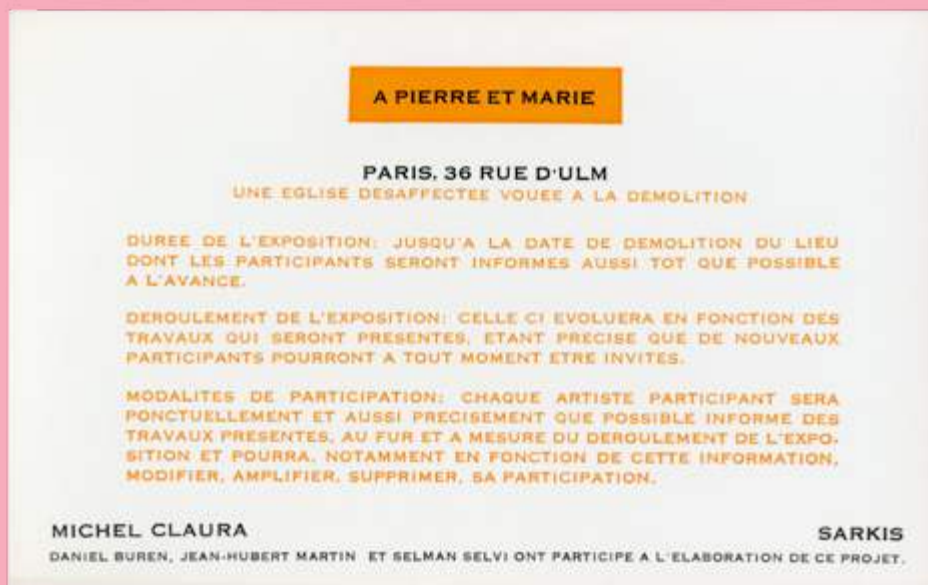 A PIERRE ET MARIE
PARIS, 36 RUE D'ULM
UNE EGLISE DESAFFECTEE VOUEE A LA DEMOLITION
DUREE DE L'EXPOSITION: JUSQU'A LA DATE DE DEMOLITION DU LIEU
DONT LES PARTICIPANTS SERONT INFORMES AUSSI TOT QUE POSSIBLE
A L'AVANCE.
DEROULEMENT DE L'EXPOSITION: CELLE CI EVOLUERA EN FONCTION DES
TRAVAUX QUI SERONT PRESENTES, ETANT PRECISE QUE DE NOUVEAUX
PARTICIPANTS POURRONT A TOUT MOMENT ETRE INVITES.
MODALITES DE PARTICIPATION: CHAQUE ARTISTE PARTICIPANT SERA
PONCTUELLEMENT ET AUSSI PRECISEMENT QUE POSSIBLE INFORME DES
TRAVAUX PRESENTES, AU FUR ET A MESURE DU DEROULEMENT DE L'EXPO-
SITION ET POURRA, NOTAMMENT EN FONCTION DE CETTE INFORMATION,
MODIFIER, AMPLIFIER, SUPPRIMER, SA PARTICIPATION.
MICHEL CLAURA SARKIS
DANIEL BUREN, JEAN-HUBERT MARTIN ET SELMAN SELVI ONT PARTICIPE A L'ELABORATION DE CE PROJET.